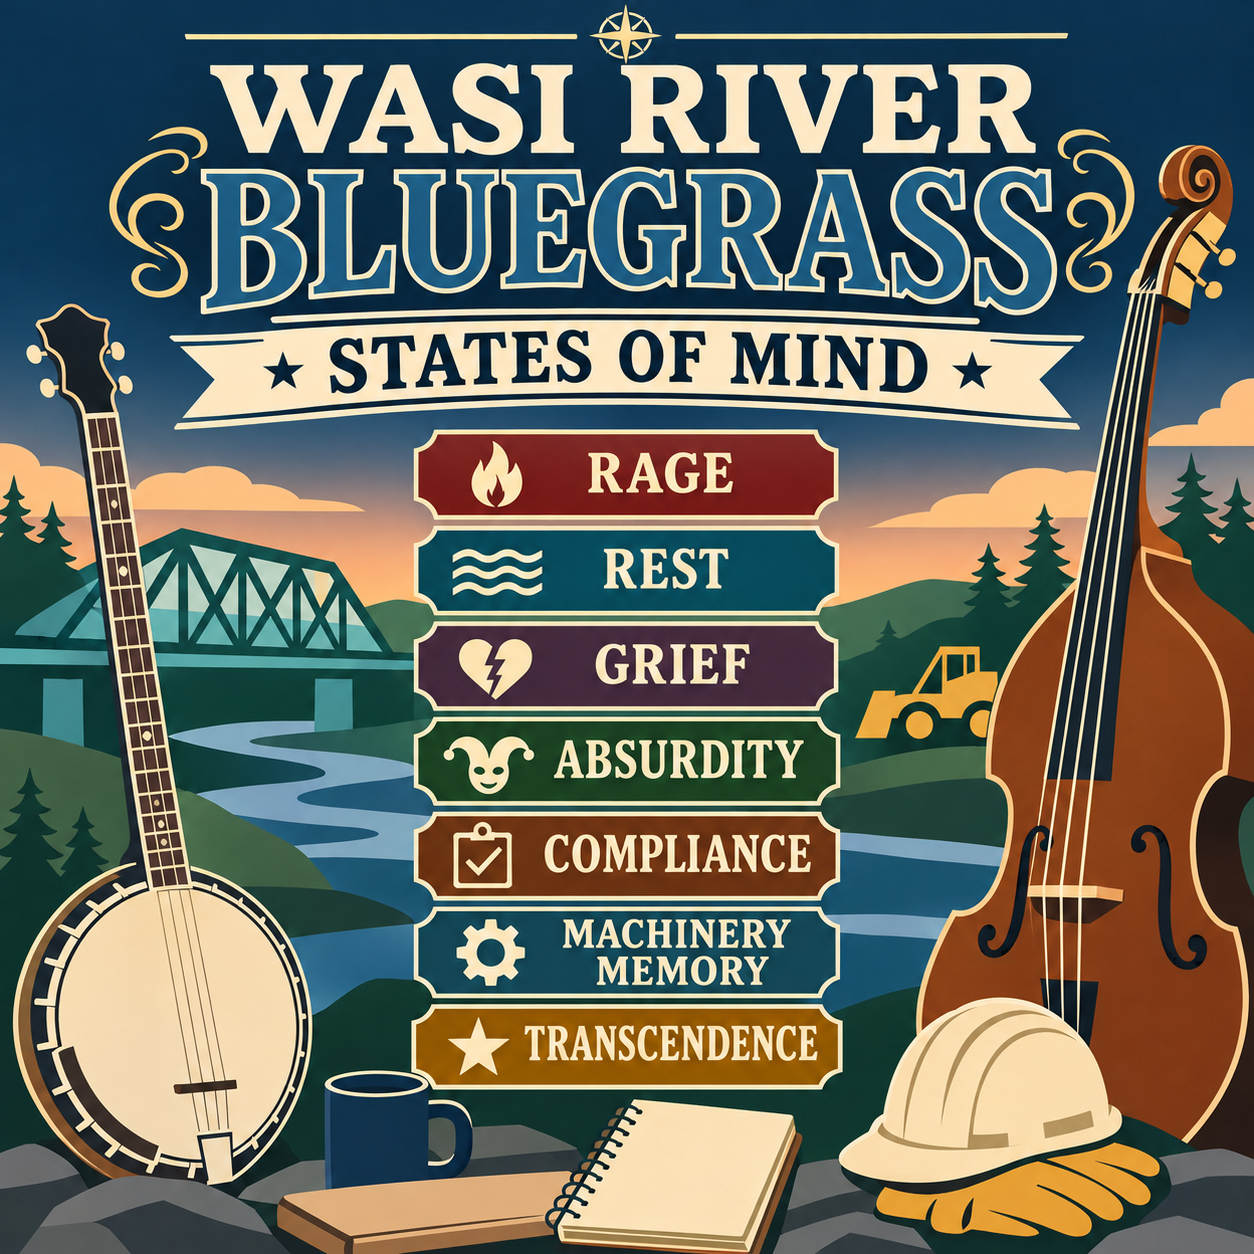 WASI RIVER
BLUEGRASS
STATES OF MIND
RAGE
REST
GRIEF
ABSURDITY
COMPLIANCE
MACHINERY
MEMORY
TRANSCENDENCE